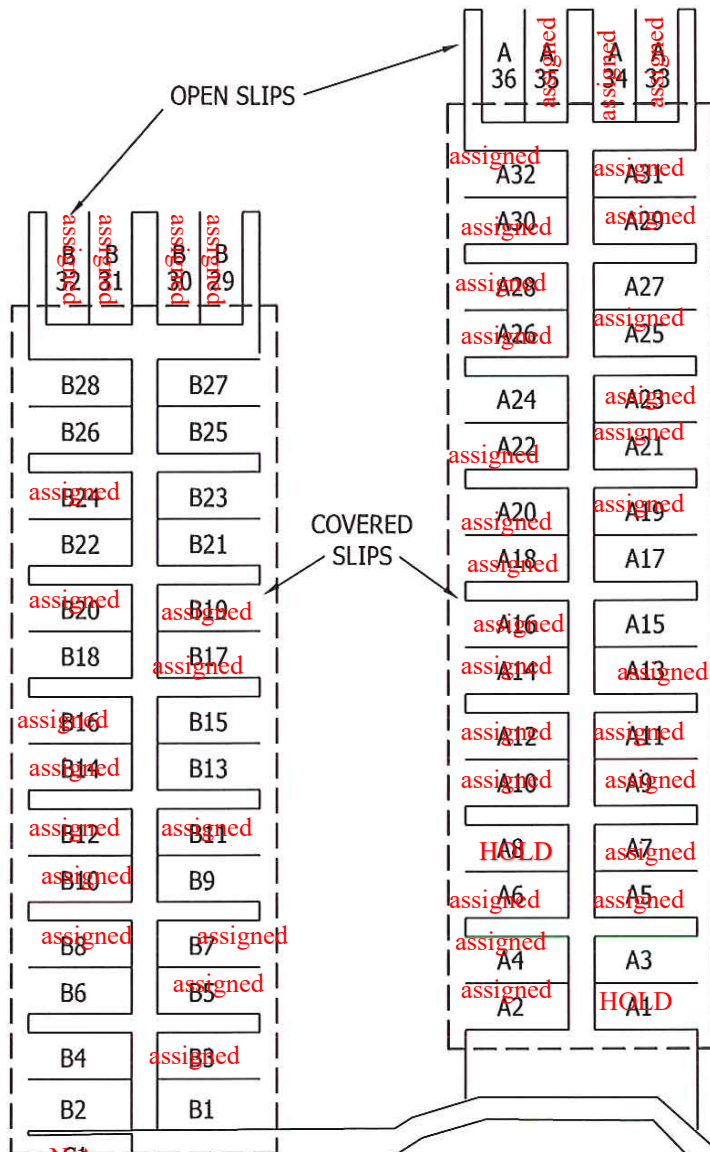 OPEN SLIPS
A 36
A 35 assigned
A 34 assigned
A 33 assigned
assigned A32
assigned A31
A30 assigned
assigned A29
assigned A28
A27
A26 assigned
assigned A25
A24
A23 assigned
A22 assigned
assigned A21
A20 assigned
assigned A19
A18 assigned
A17
A16 assigned
A15
A14 assigned
A13 assigned
A12 assigned
A11 assigned
A10 assigned
A9 assigned
A8 HOLD
A7 assigned
A6 assigned
A5 assigned
assigned
A4
A3
assigned
A2
A1 HOLD
COVERED
SLIPS
B 32 assigned
B 31 assigned
B 30 assigned
B 29 assigned
B28
B27
B26
B25
B24 assigned
B23
B22
B21
assigned B20
B19 assigned
B18
B17 assigned
B16 assigned
B15
B14 assigned
B13
B12 assigned
B11 assigned
B10 assigned
B9
B8 assigned
B7 assigned
B6
B5 assigned
B4
B3 assigned
B2
B1